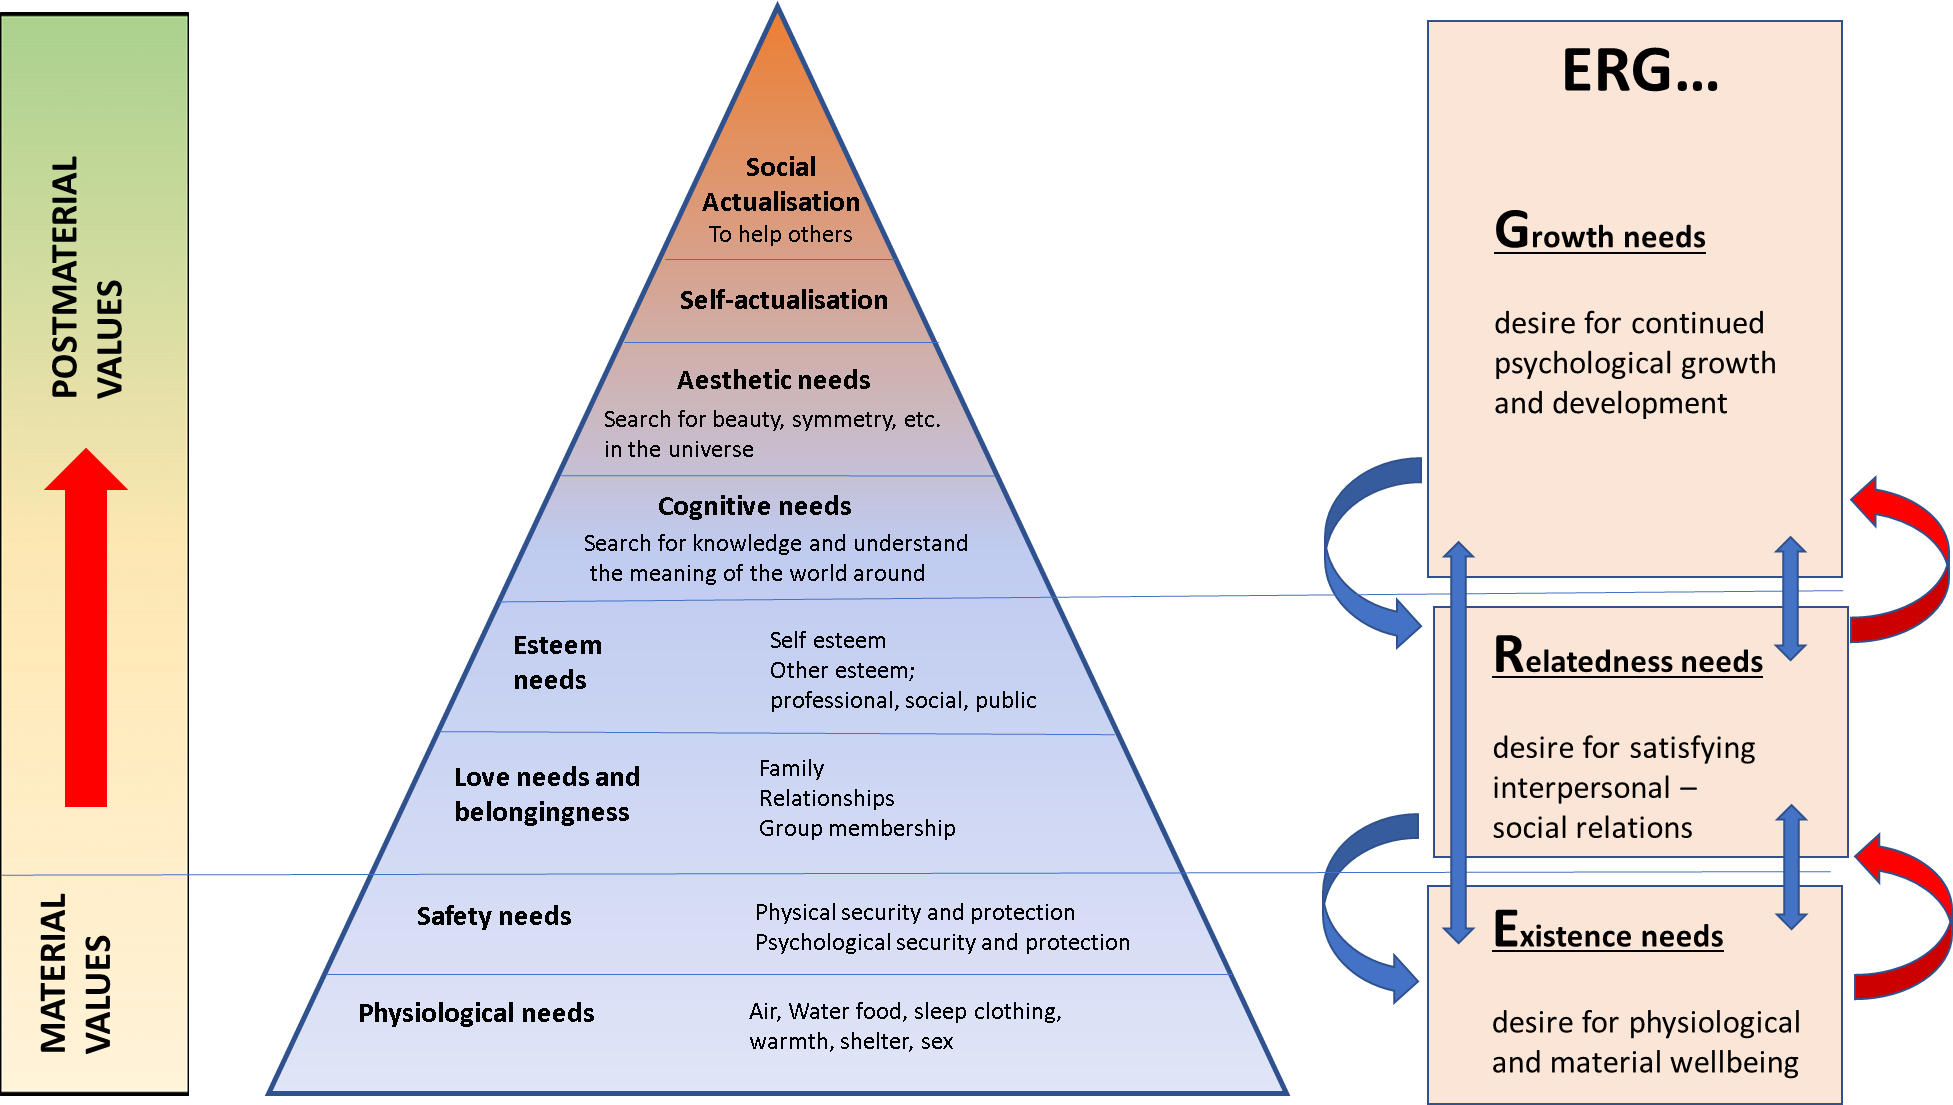 POSTMATERIAL
VALUES
MATERIAL
VALUES
Social
Actualisation
To help others
Self-actualisation
Aesthetic needs
Search for beauty, symmetry, etc.
in the universe
Cognitive needs
Search for knowledge and understand
the meaning of the world around
Esteem
needs
Self esteem
Other esteem;
professional, social, public
Love needs and
belongingness
Family
Relationships
Group membership
Safety needs
Physical security and protection
Psychological security and protection
Physiological needs
Air, Water food, sleep clothing,
warmth, shelter, sex
ERG...
Growth needs
desire for continued
psychological growth
and development
Relatedness needs
desire for satisfying
interpersonal –
social relations
Existence needs
desire for physiological
and material wellbeing